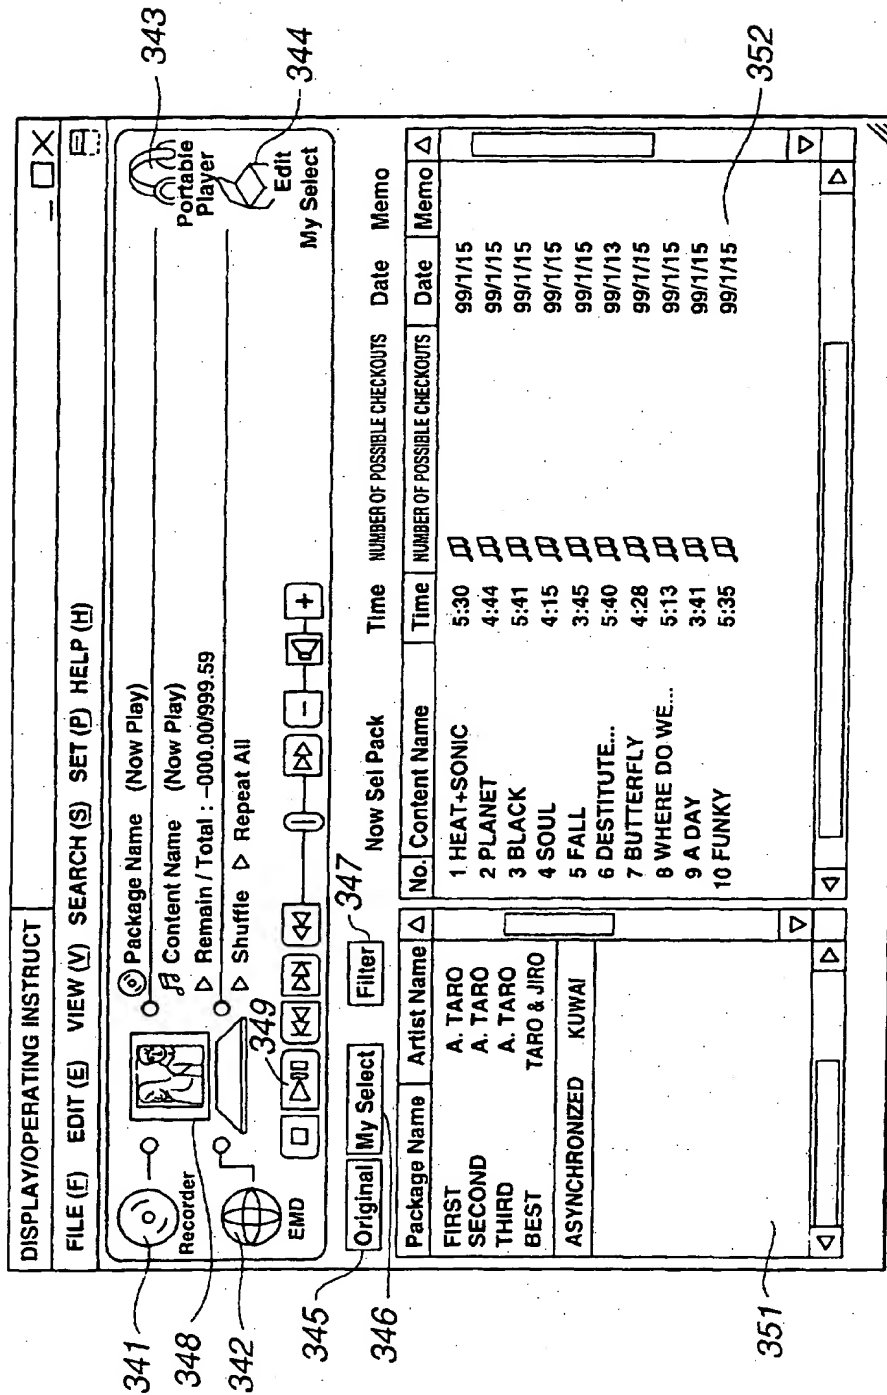 DISPLAY/OPERATING INSTRUCT
FILE (F) EDIT (E) VIEW (V) SEARCH (S) SET (P) HELP (H)
341
Recorder
348
342
EMD
Package Name (Now Play)
Content Name (Now Play)
Remain / Total : −000.00/999.59
Shuffle Repeat All
349
− +
343
Portable
Player
344
Edit
My Select
345
Original
346
My Select
347
Filter
Now Sel Pack Time NUMBER OF POSSIBLE CHECKOUTS Date Memo
Package Name Artist Name
FIRST A. TARO
SECOND A. TARO
THIRD A. TARO
BEST TARO & JIRO
ASYNCHRONIZED KUWAI
351
No. Content Name Time NUMBER OF POSSIBLE CHECKOUTS Date Memo
1 HEAT+SONIC 5:30 99/1/15
2 PLANET 4:44 99/1/15
3 BLACK 5:41 99/1/15
4 SOUL 4:15 99/1/15
5 FALL 3:45 99/1/15
6 DESTITUTE... 5:40 99/1/13
7 BUTTERFLY 4:28 99/1/15
8 WHERE DO WE... 5:13 99/1/15
9 A DAY 3:41 99/1/15
10 FUNKY 5:35 99/1/15
352